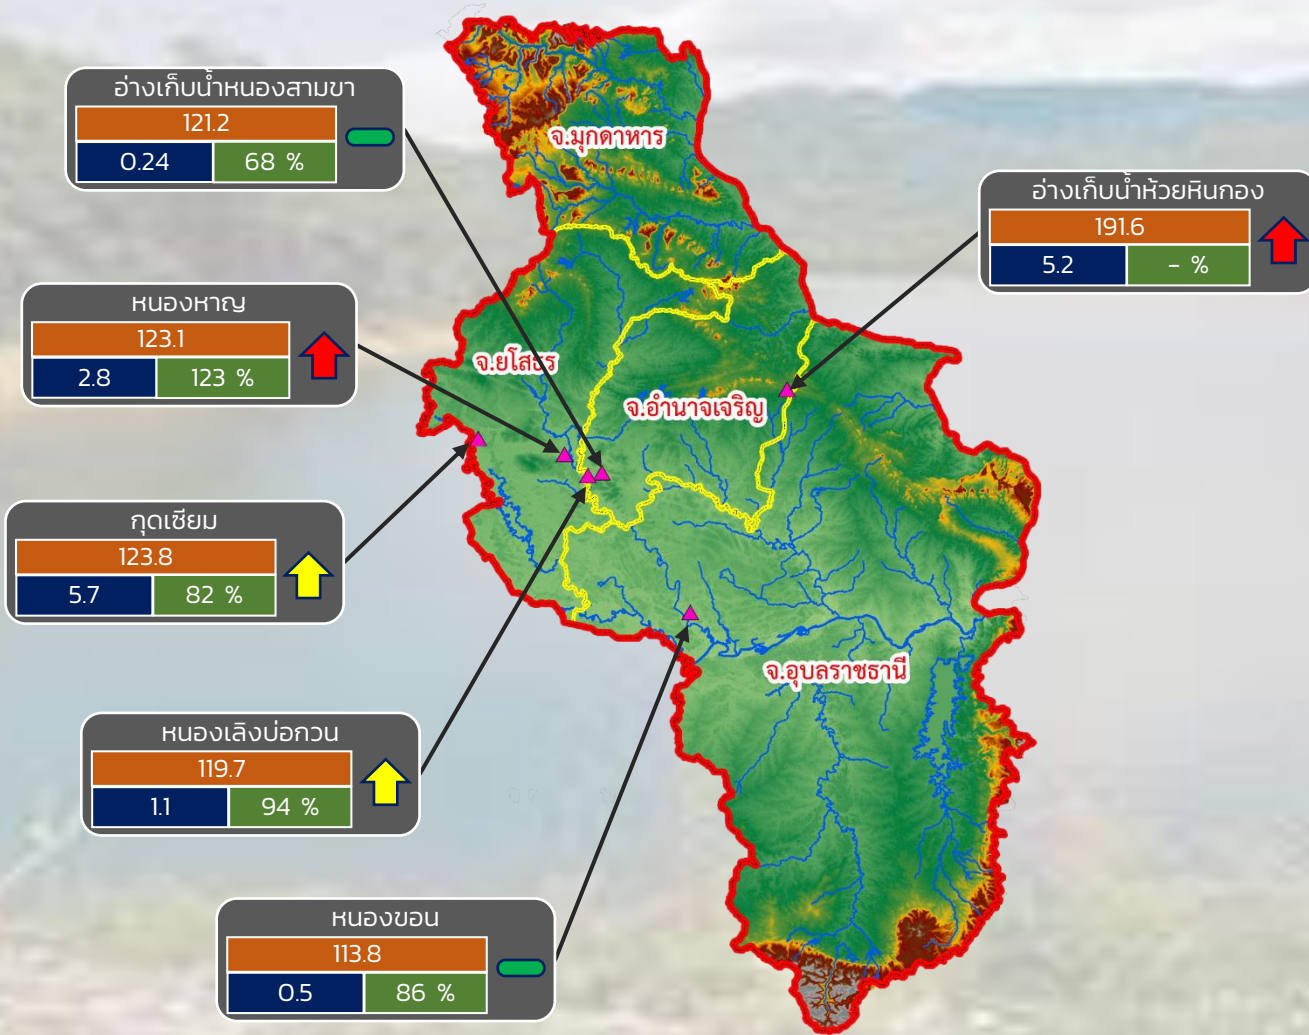 อ่างเก็บน้ำหนองสามขา
121.2
0.24 68 %
จ.มุกดาหาร
อ่างเก็บน้ำห้วยหินกอง
191.6
5.2 - %
หนองหาญ
123.1
2.8 123 %
จ.ยโสธร
จ.อำนาจเจริญ
กุดเซียม
123.8
5.7 82 %
หนองเลิงบ่อกวน
119.7
1.1 94 %
จ.อุบลราชธานี
หนองขอน
113.8
0.5 86 %